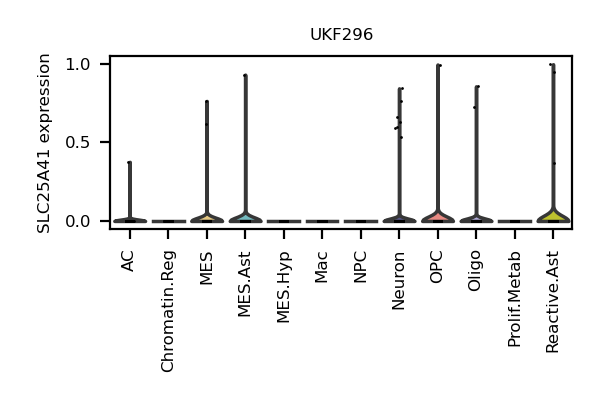 UKF296
SLC25A41 expression
1.0
0.5
0.0
AC
Chromatin.Reg
MES
MES.Ast
MES.Hyp
Mac
NPC
Neuron
OPC
Oligo
Prolif.Metab
Reactive.Ast